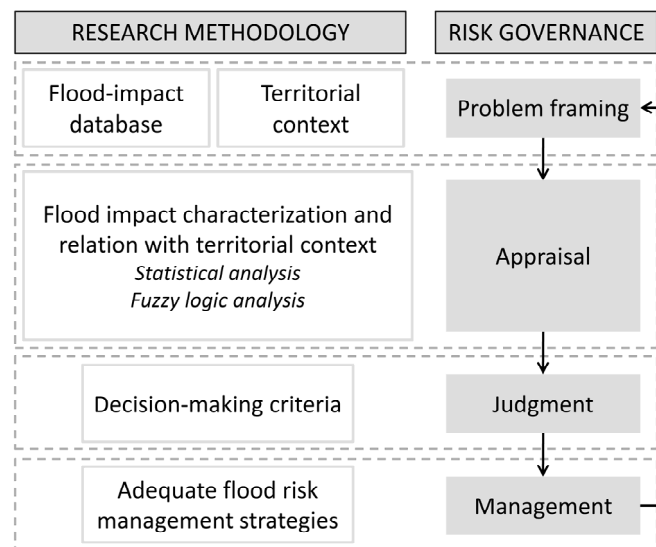 RESEARCH METHODOLOGY
RISK GOVERNANCE
Flood-impact
database
Territorial
context
Problem framing
Flood impact characterization and
relation with territorial context
Statistical analysis
Fuzzy logic analysis
Appraisal
Decision-making criteria
Judgment
Adequate flood risk
management strategies
Management